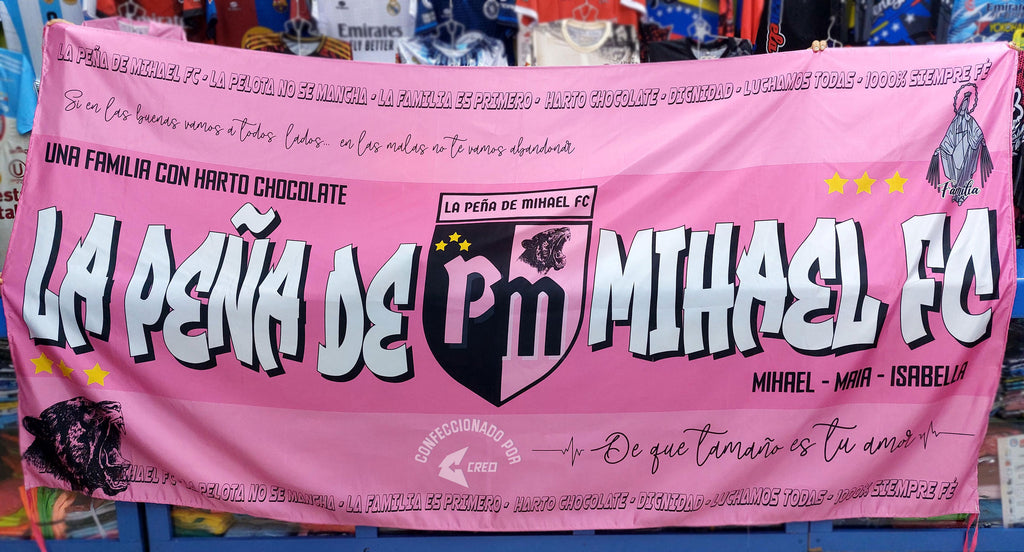 Emirates
FLY BETTER
LA PEÑA DE MIHAEL FC - LA PELOTA NO SE MANCHA - LA FAMILIA ES PRIMERO - HARTO CHOCOLATE - DIGNIDAD - LUCHAMOS TODAS - 1000% SIEMPRE FÉ
Si en las buenas vamos a todos lados... en las malas no te vamos abandonar
Familia
UNA FAMILIA CON HARTO CHOCOLATE
LA PEÑA DE MIHAEL FC
PM
LA PEÑA DE MIHAEL FC
MIHAEL - MAIA - ISABELLA
CONFECCIONADO POR
CREO
De que tamaño es tu amor
MIHAEL FC - LA PELOTA NO SE MANCHA - LA FAMILIA ES PRIMERO - HARTO CHOCOLATE - DIGNIDAD - LUCHAMOS TODAS - 1000% SIEMPRE FÉ